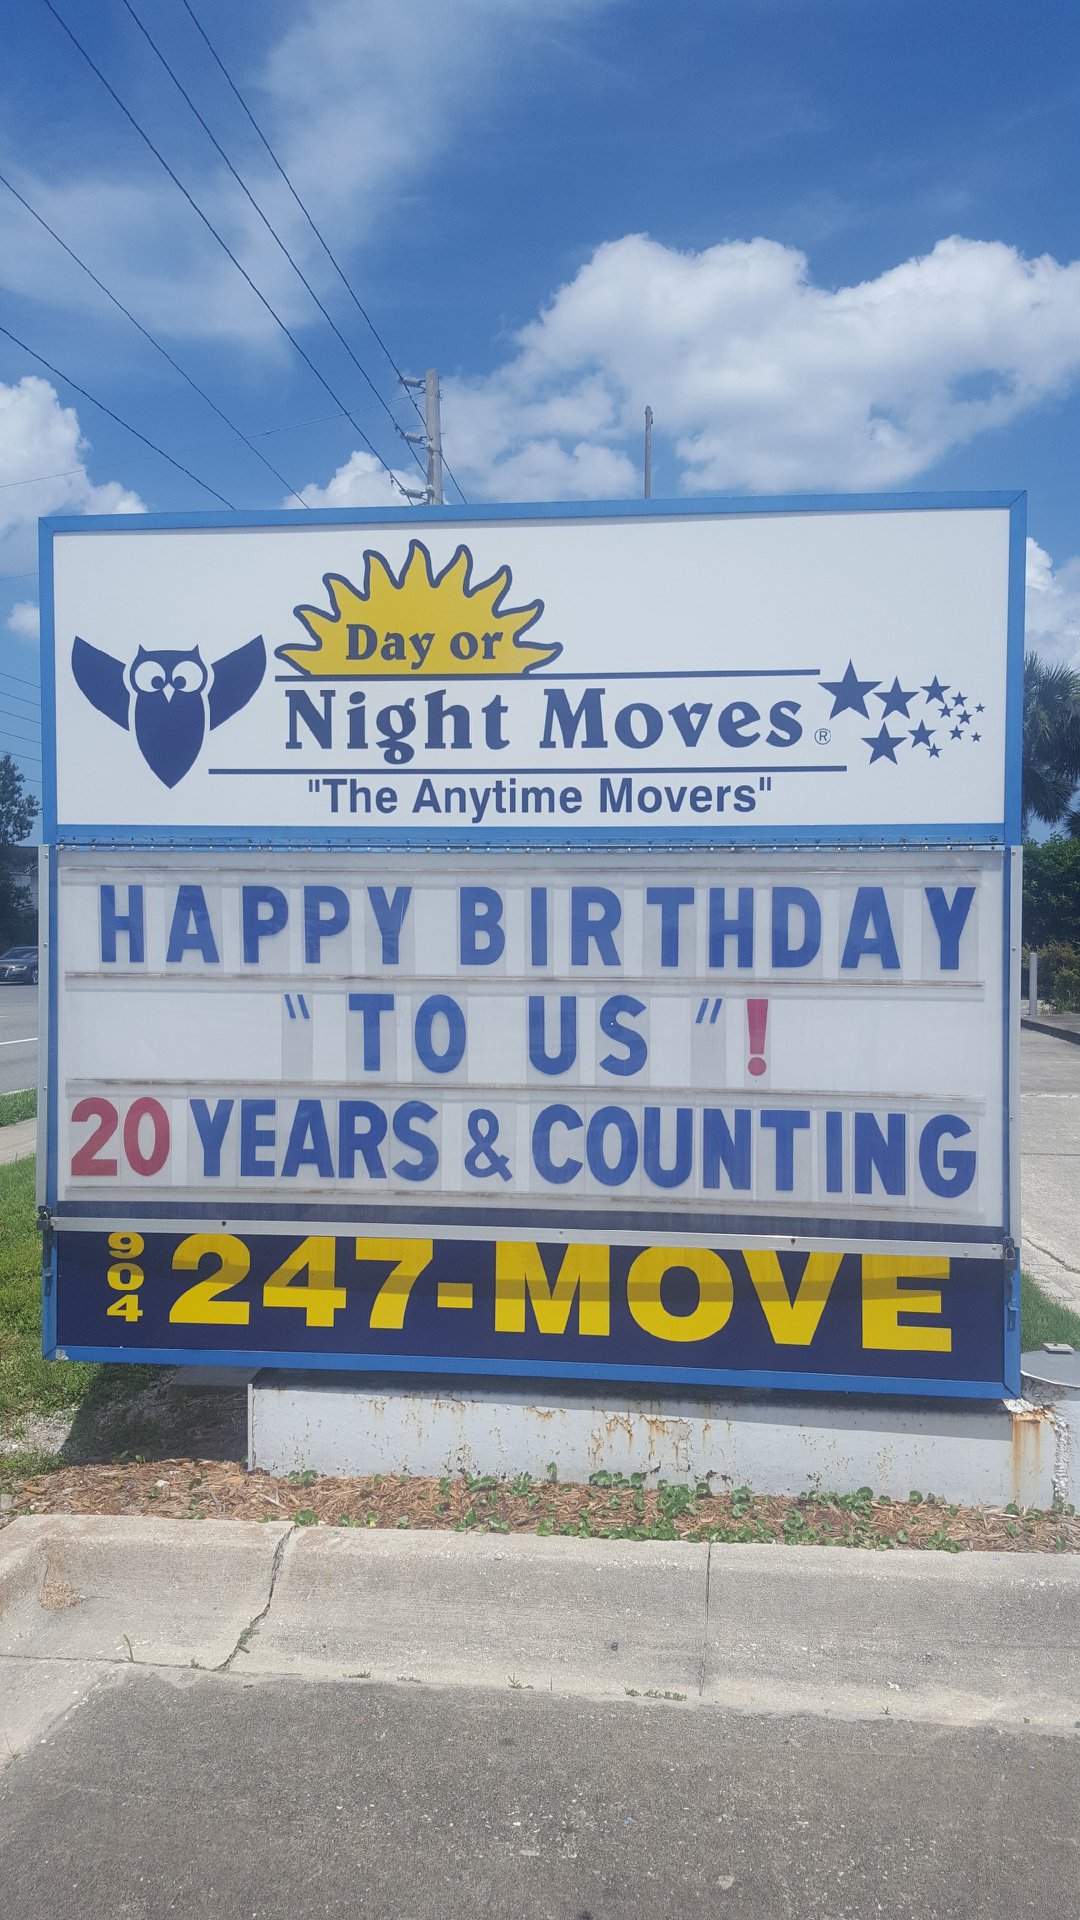 Day or
Night Moves®
"The Anytime Movers"
HAPPY BIRTHDAY
"TO US"!
20 YEARS & COUNTING
904 247-MOVE